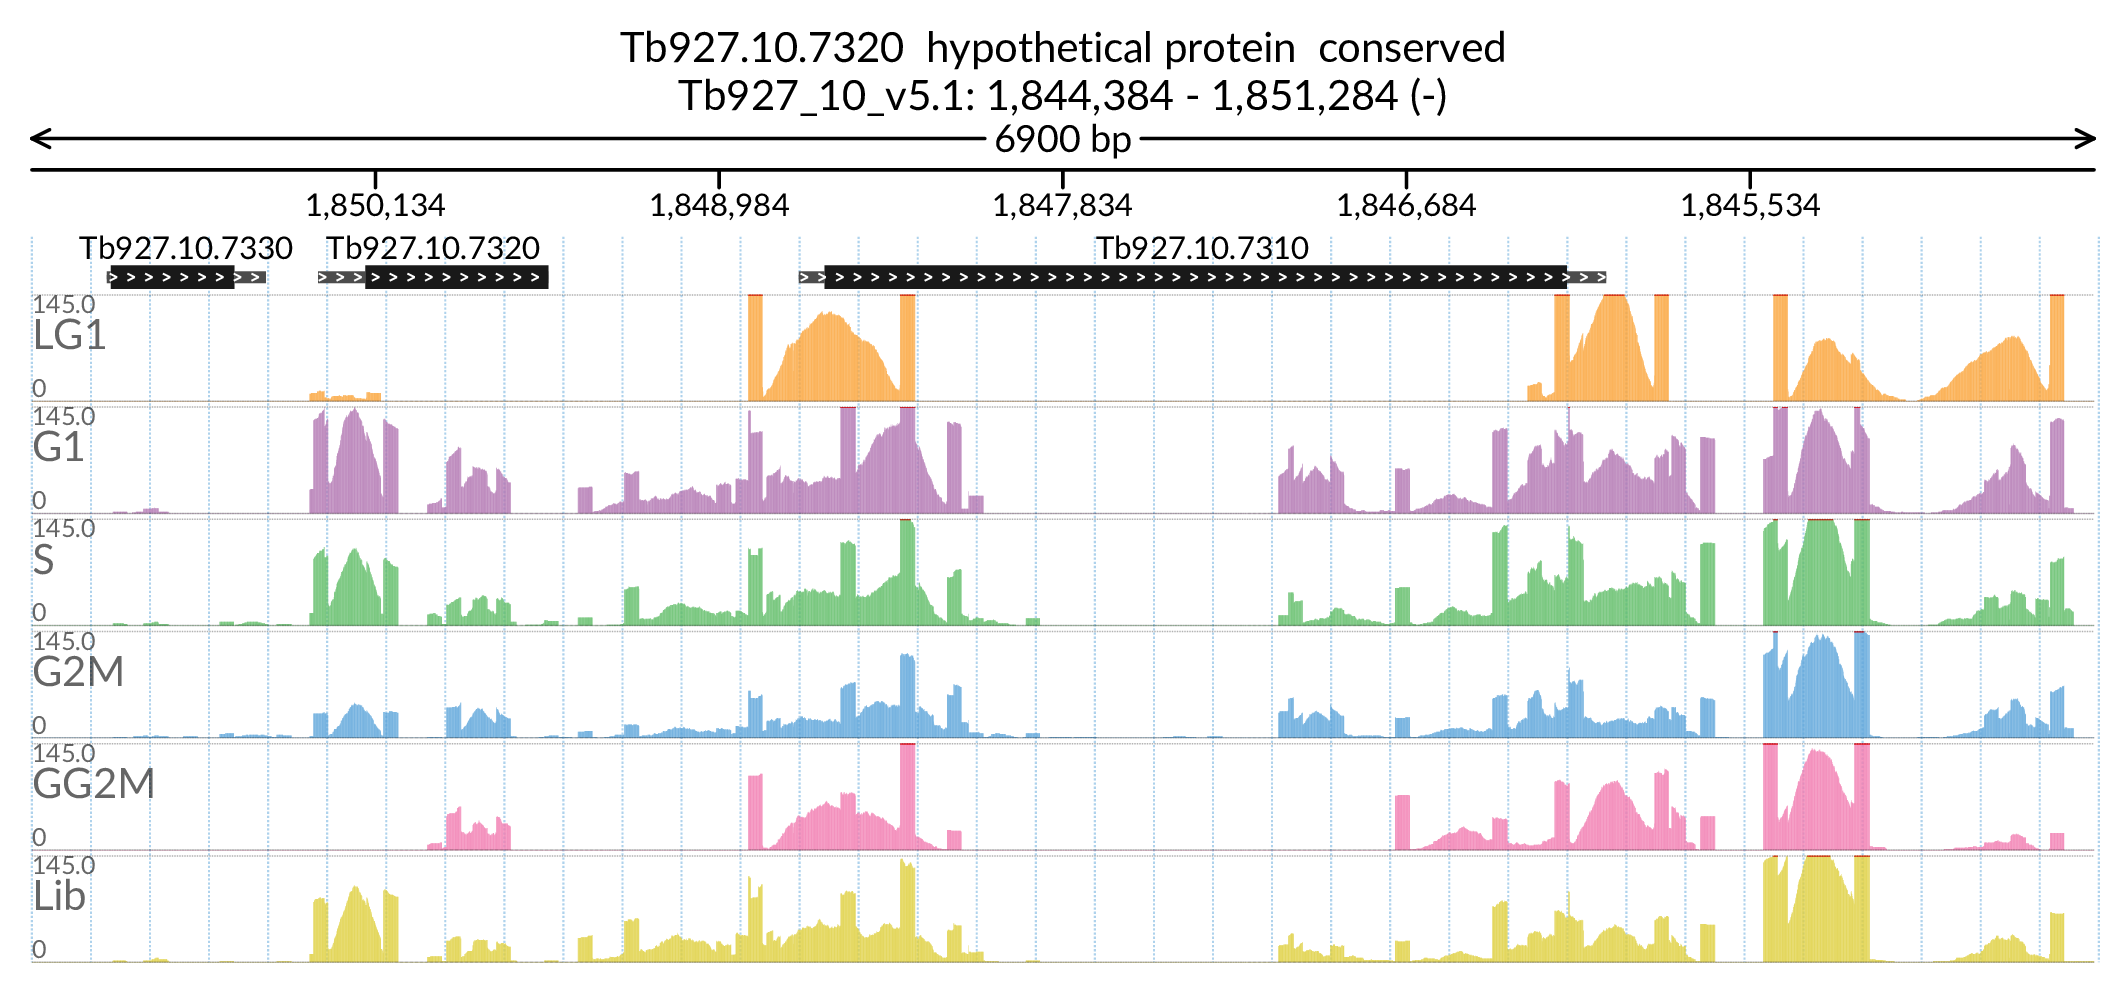 Tb927.10.7320 hypothetical protein conserved
Tb927_10_v5.1: 1,844,384 - 1,851,284 (-)
6900 bp
1,850,134 1,848,984 1,847,834 1,846,684 1,845,534
Tb927.10.7330 Tb927.10.7320 Tb927.10.7310
145.0
LG1
0
145.0
G1
0
145.0
S
0
145.0
G2M
0
145.0
GG2M
0
145.0
Lib
0